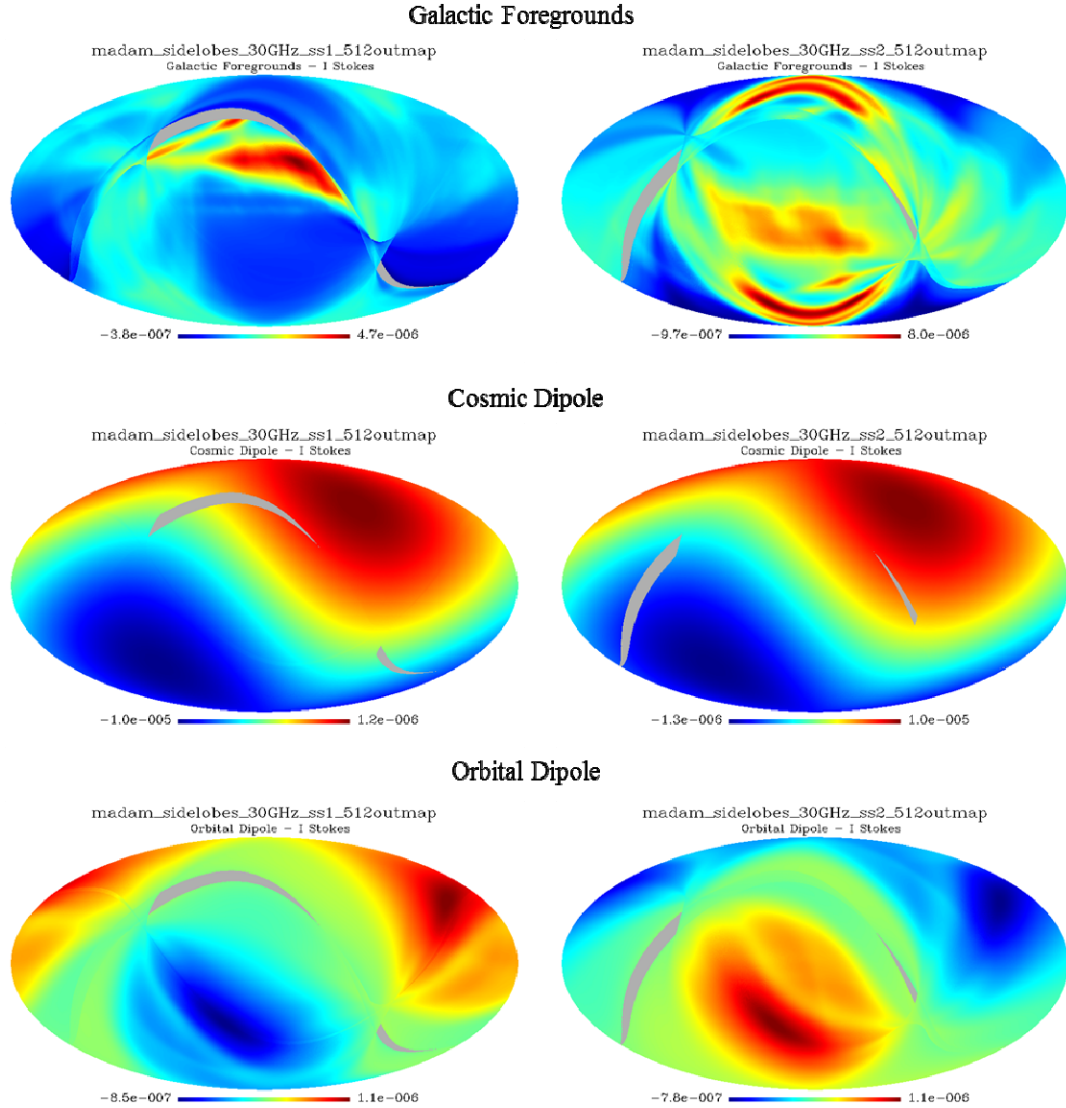 Galactic Foregrounds
madam_sidelobes_30GHz_ss1_512outmap
Galactic Foregrounds - I Stokes
-3.8e-007 4.7e-006
madam_sidelobes_30GHz_ss2_512outmap
Galactic Foregrounds - I Stokes
-9.7e-007 8.0e-006
Cosmic Dipole
madam_sidelobes_30GHz_ss1_512outmap
Cosmic Dipole - I Stokes
-1.0e-005 1.2e-006
madam_sidelobes_30GHz_ss2_512outmap
Cosmic Dipole - I Stokes
-1.3e-006 1.0e-005
Orbital Dipole
madam_sidelobes_30GHz_ss1_512outmap
Orbital Dipole - I Stokes
-8.5e-007 1.1e-006
madam_sidelobes_30GHz_ss2_512outmap
Orbital Dipole - I Stokes
-7.8e-007 1.1e-006